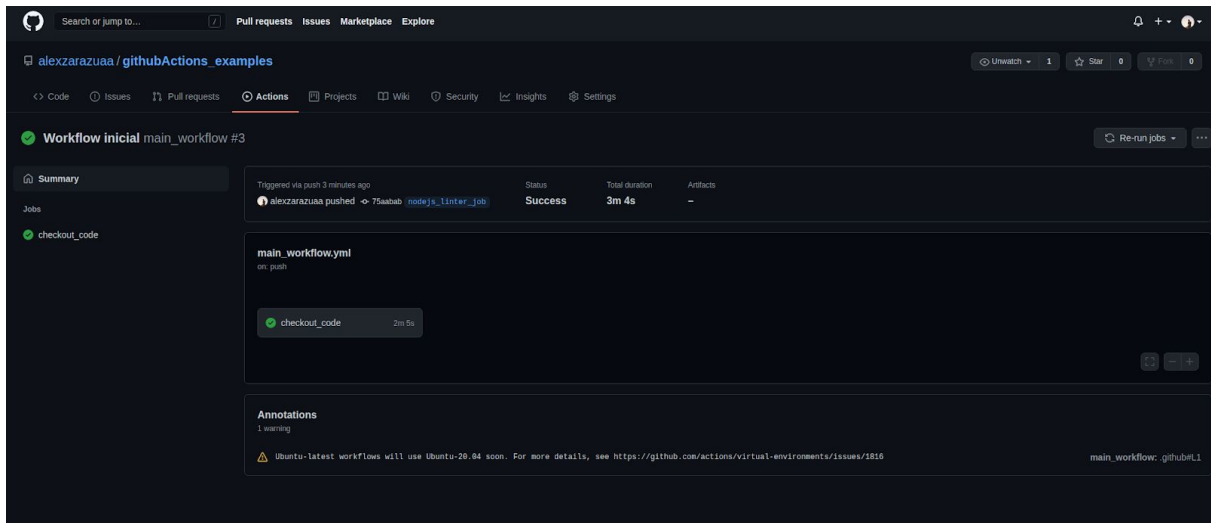 Search or jump to... / Pull requests Issues Marketplace Explore
alexzarazuaa / githubActions_examples Unwatch 1 Star 0 Fork 0
Code Issues Pull requests Actions Projects Wiki Security Insights Settings
Workflow inicial main_workflow #3 Re-run jobs
Summary
Jobs
checkout_code
Triggered via push 3 minutes ago Status Total duration Artifacts
alexzarazuaa pushed 75aabab nodejs_linter_job Success 3m 4s –
main_workflow.yml
on: push
checkout_code 2m 5s
Annotations
1 warning
Ubuntu-latest workflows will use Ubuntu-20.04 soon. For more details, see https://github.com/actions/virtual-environments/issues/1816 main_workflow: .github#L1